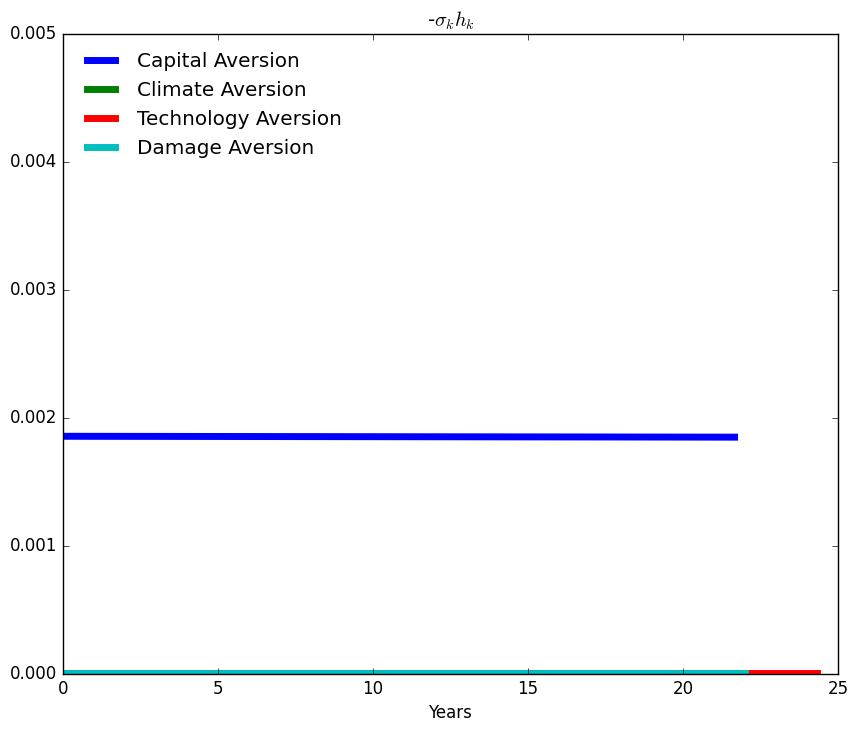 -σ_k h_k
Capital Aversion
Climate Aversion
Technology Aversion
Damage Aversion
0.005
0.004
0.003
0.002
0.001
0.000
0 5 10 15 20 25
Years